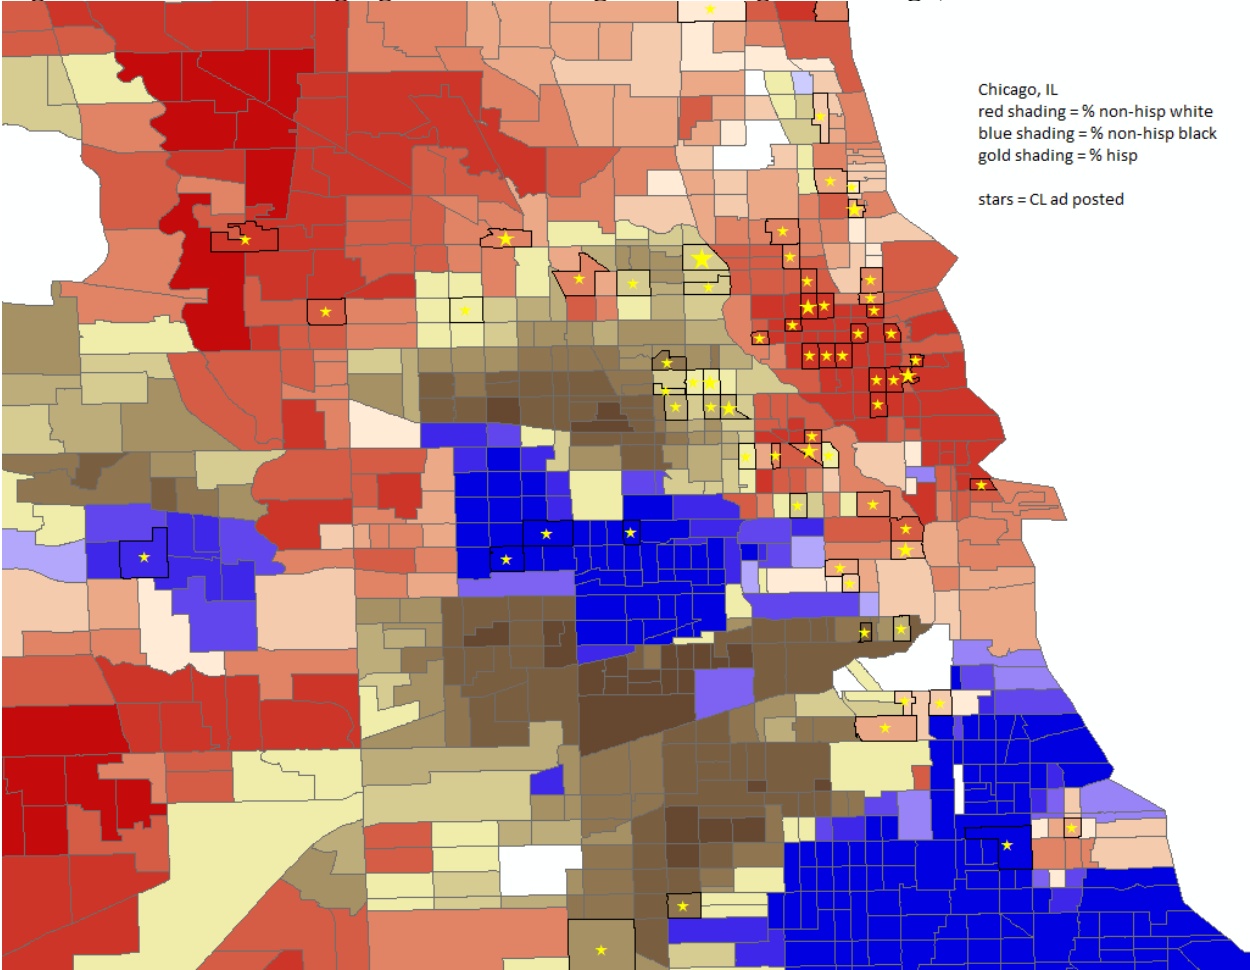 Chicago, IL
red shading = % non-hisp white
blue shading = % non-hisp black
gold shading = % hisp
stars = CL ad posted